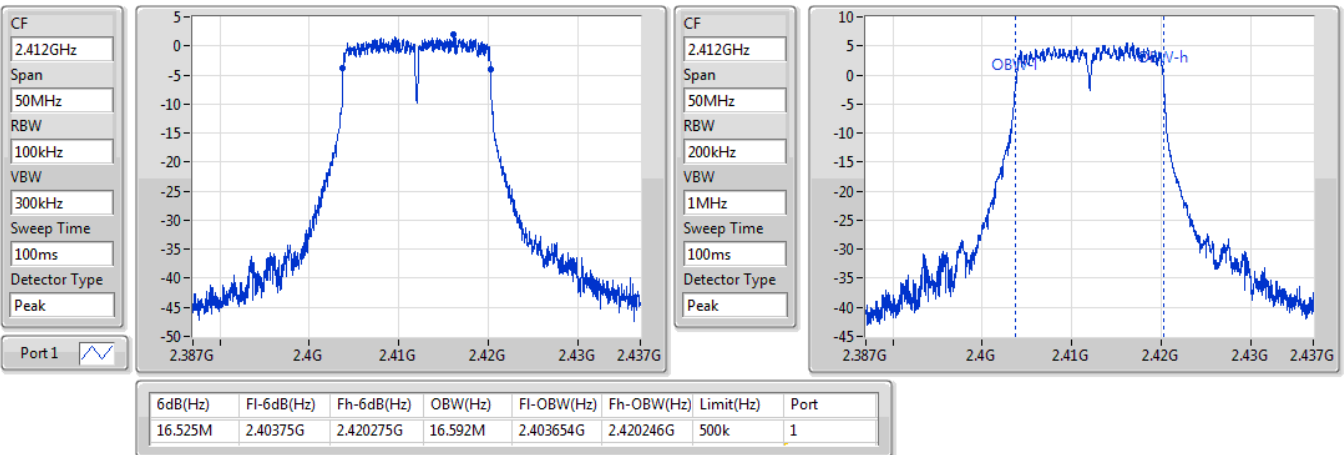 CF
2.412GHz
Span
50MHz
RBW
100kHz
VBW
300kHz
Sweep Time
100ms
Detector Type
Peak
Port 1
5
0
-5
-10
-15
-20
-25
-30
-35
-40
-45
-50
2.387G 2.4G 2.41G 2.42G 2.43G 2.437G
CF
2.412GHz
Span
50MHz
RBW
200kHz
VBW
1MHz
Sweep Time
100ms
Detector Type
Peak
10
5
0
-5
-10
-15
-20
-25
-30
-35
-40
-45
OBW-l OBW-h
2.387G 2.4G 2.41G 2.42G 2.43G 2.437G
6dB(Hz) Fl-6dB(Hz) Fh-6dB(Hz) OBW(Hz) Fl-OBW(Hz) Fh-OBW(Hz) Limit(Hz) Port
16.525M 2.40375G 2.420275G 16.592M 2.403654G 2.420246G 500k 1